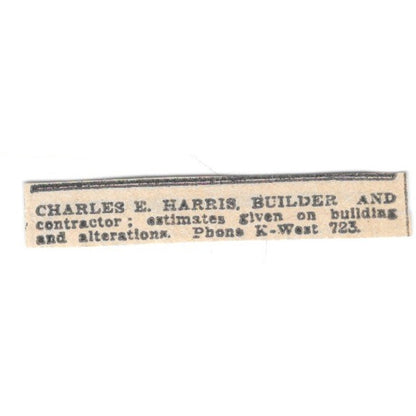 CHARLES E. HARRIS, BUILDER AND
contractor; estimates given on building
and alterations. Phone K-West 723.